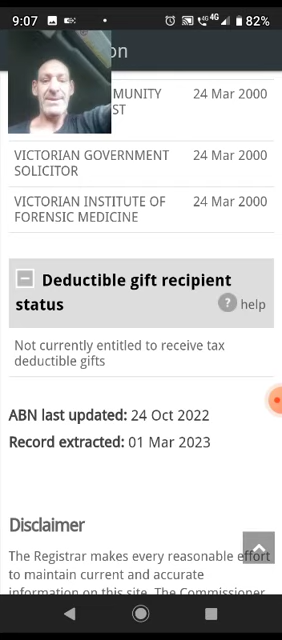 9:07 4G 4G 82%
on
MUNITY 24 Mar 2000
ST
VICTORIAN GOVERNMENT 24 Mar 2000
SOLICITOR
VICTORIAN INSTITUTE OF 24 Mar 2000
FORENSIC MEDICINE
Deductible gift recipient
status ? help
Not currently entitled to receive tax
deductible gifts
ABN last updated: 24 Oct 2022
Record extracted: 01 Mar 2023
Disclaimer
The Registrar makes every reasonable effort
to maintain current and accurate
information on this site. The Commissioner